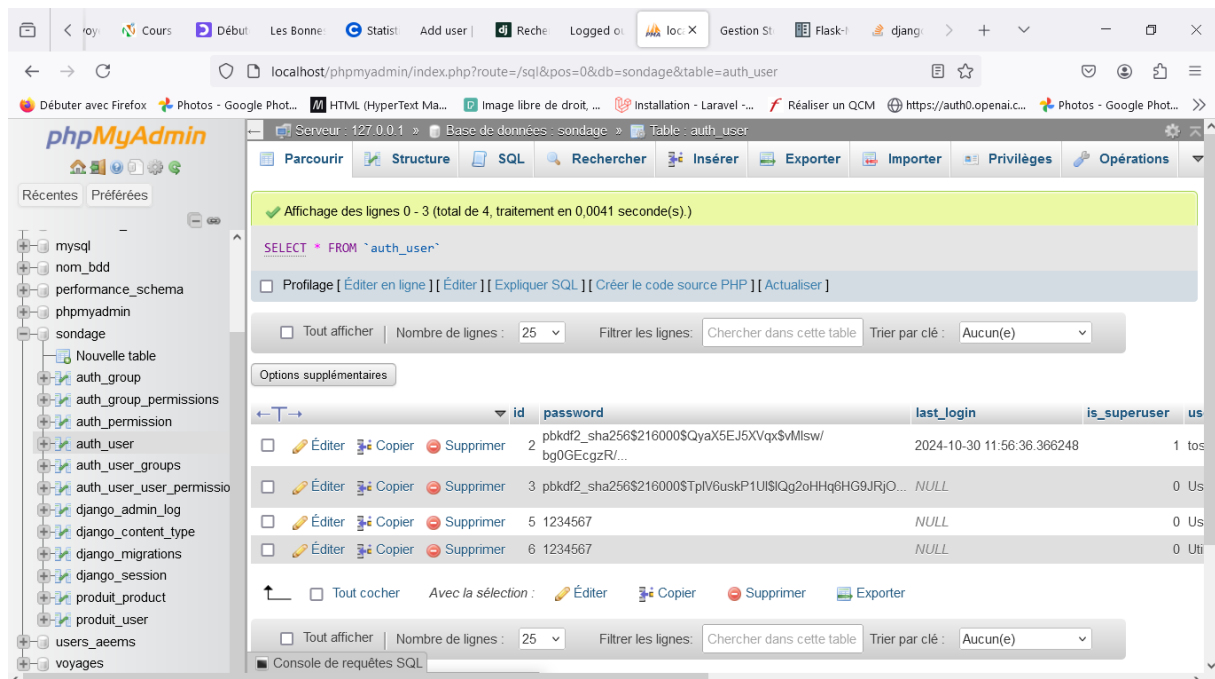 Cours
Début
Les Bonne
Statist
Add user |
Reche
Logged ou
loc
Gestion St
Flask-
djang
localhost/phpmyadmin/index.php?route=/sql&pos=0&db=sondage&table=auth_user
Débuter avec Firefox
Photos - Google Phot...
HTML (HyperText Ma...
Image libre de droit, ...
Installation - Laravel -...
Réaliser un QCM
https://auth0.openai.c...
Photos - Google Phot...
phpMyAdmin
Récentes Préférées
mysql
nom_bdd
performance_schema
phpmyadmin
sondage
Nouvelle table
auth_group
auth_group_permissions
auth_permission
auth_user
auth_user_groups
auth_user_user_permissio
django_admin_log
django_content_type
django_migrations
django_session
produit_product
produit_user
users_aeems
voyages
Serveur : 127.0.0.1 » Base de données : sondage » Table : auth_user
Parcourir Structure SQL Rechercher Insérer Exporter Importer Privilèges Opérations
Affichage des lignes 0 - 3 (total de 4, traitement en 0,0041 seconde(s).)
SELECT * FROM `auth_user`
Profilage [ Éditer en ligne ] [ Éditer ] [ Expliquer SQL ] [ Créer le code source PHP ] [ Actualiser ]
Tout afficher | Nombre de lignes : 25 Filtrer les lignes: Chercher dans cette table Trier par clé : Aucun(e)
Options supplémentaires
←T→ id password last_login is_superuser us
Éditer Copier Supprimer 2 pbkdf2_sha256$216000$QyaX5EJ5XVqx$vMlsw/
bg0GEcgzR/... 2024-10-30 11:56:36.366248 1 tos
Éditer Copier Supprimer 3 pbkdf2_sha256$216000$TplV6uskP1Ul$lQg2oHHq6HG9JRjO... NULL 0 Us
Éditer Copier Supprimer 5 1234567 NULL 0 Us
Éditer Copier Supprimer 6 1234567 NULL 0 Uti
Tout cocher Avec la sélection : Éditer Copier Supprimer Exporter
Tout afficher | Nombre de lignes : 25 Filtrer les lignes: Chercher dans cette table Trier par clé : Aucun(e)
Console de requêtes SQL